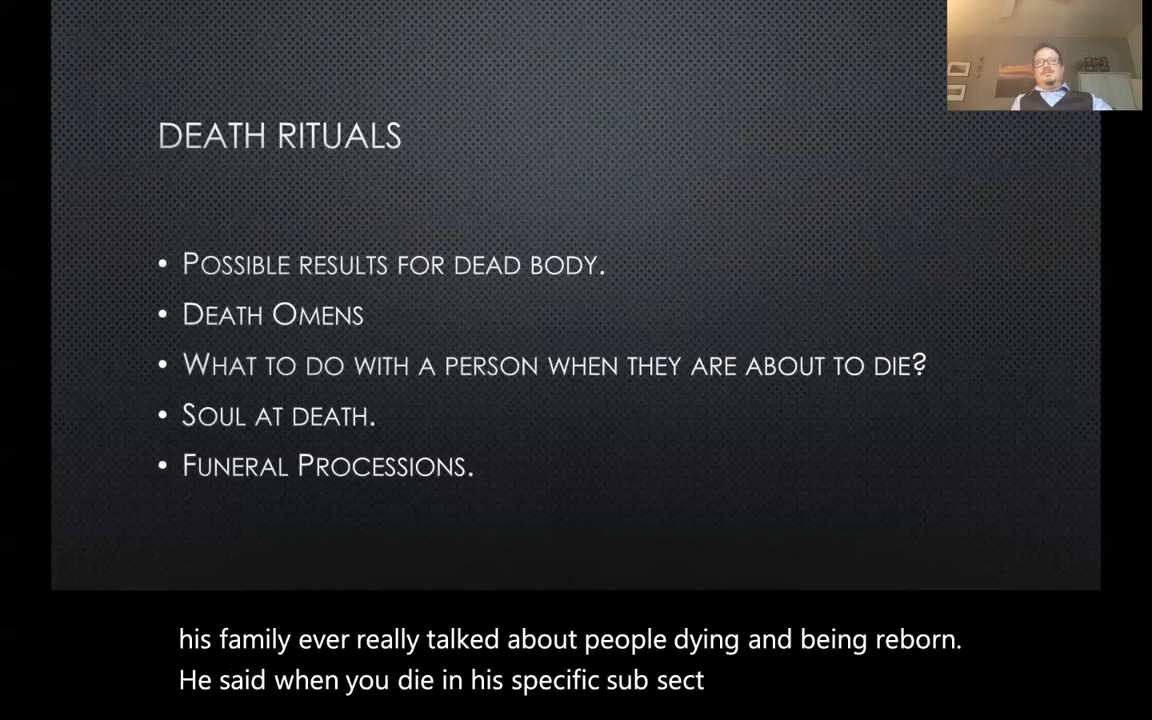 DEATH RITUALS
• POSSIBLE RESULTS FOR DEAD BODY.
• DEATH OMENS
• WHAT TO DO WITH A PERSON WHEN THEY ARE ABOUT TO DIE?
• SOUL AT DEATH.
• FUNERAL PROCESSIONS.
his family ever really talked about people dying and being reborn.
He said when you die in his specific sub sect